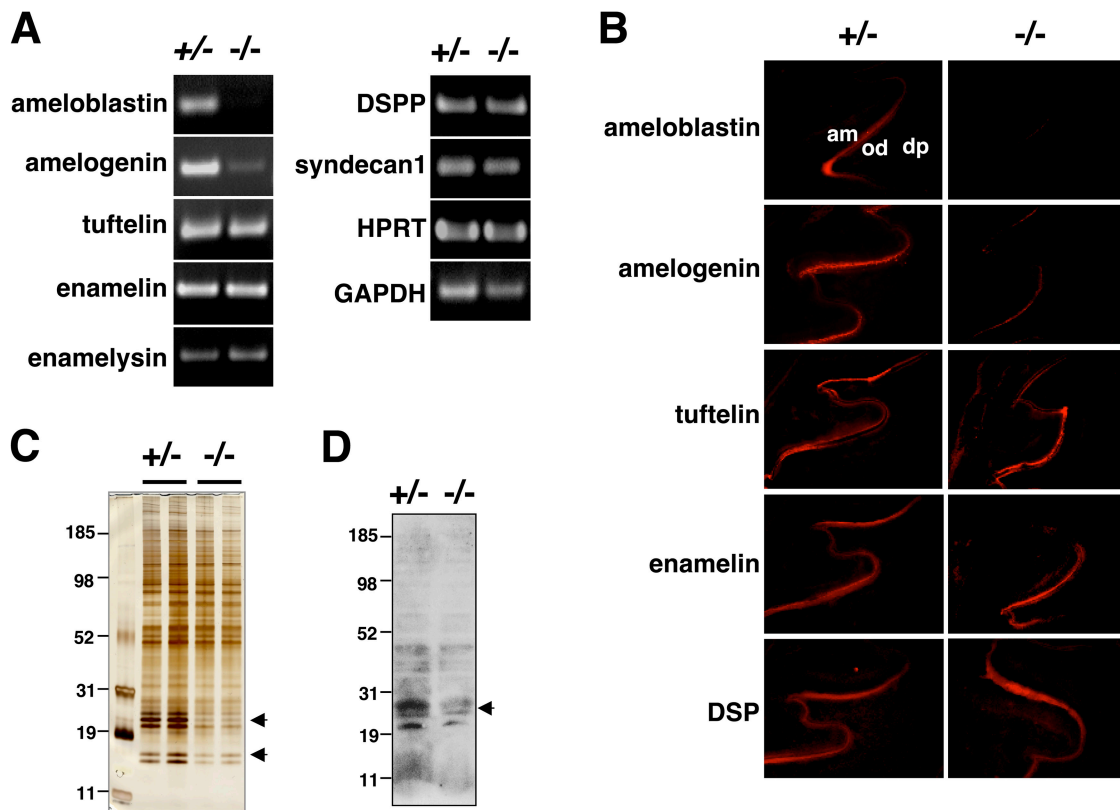 A
+/- -/-
ameloblastin
amelogenin
tuftelin
enamelin
enamelysin
+/- -/-
DSPP
syndecan1
HPRT
GAPDH
B
+/- -/-
ameloblastin
am od dp
amelogenin
tuftelin
enamelin
DSP
C
+/- -/-
185
98
52
31
19
11
D
+/- -/-
185
98
52
31
19
11